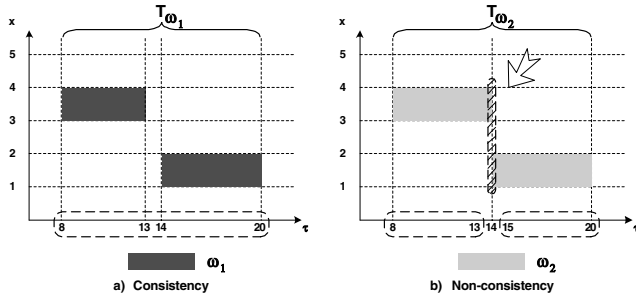 Tω1
x
5
4
3
2
1
8 13 14 20 τ
ω1
a) Consistency
Tω2
x
5
4
3
2
1
8 13 14 15 20 τ
ω2
b) Non-consistency